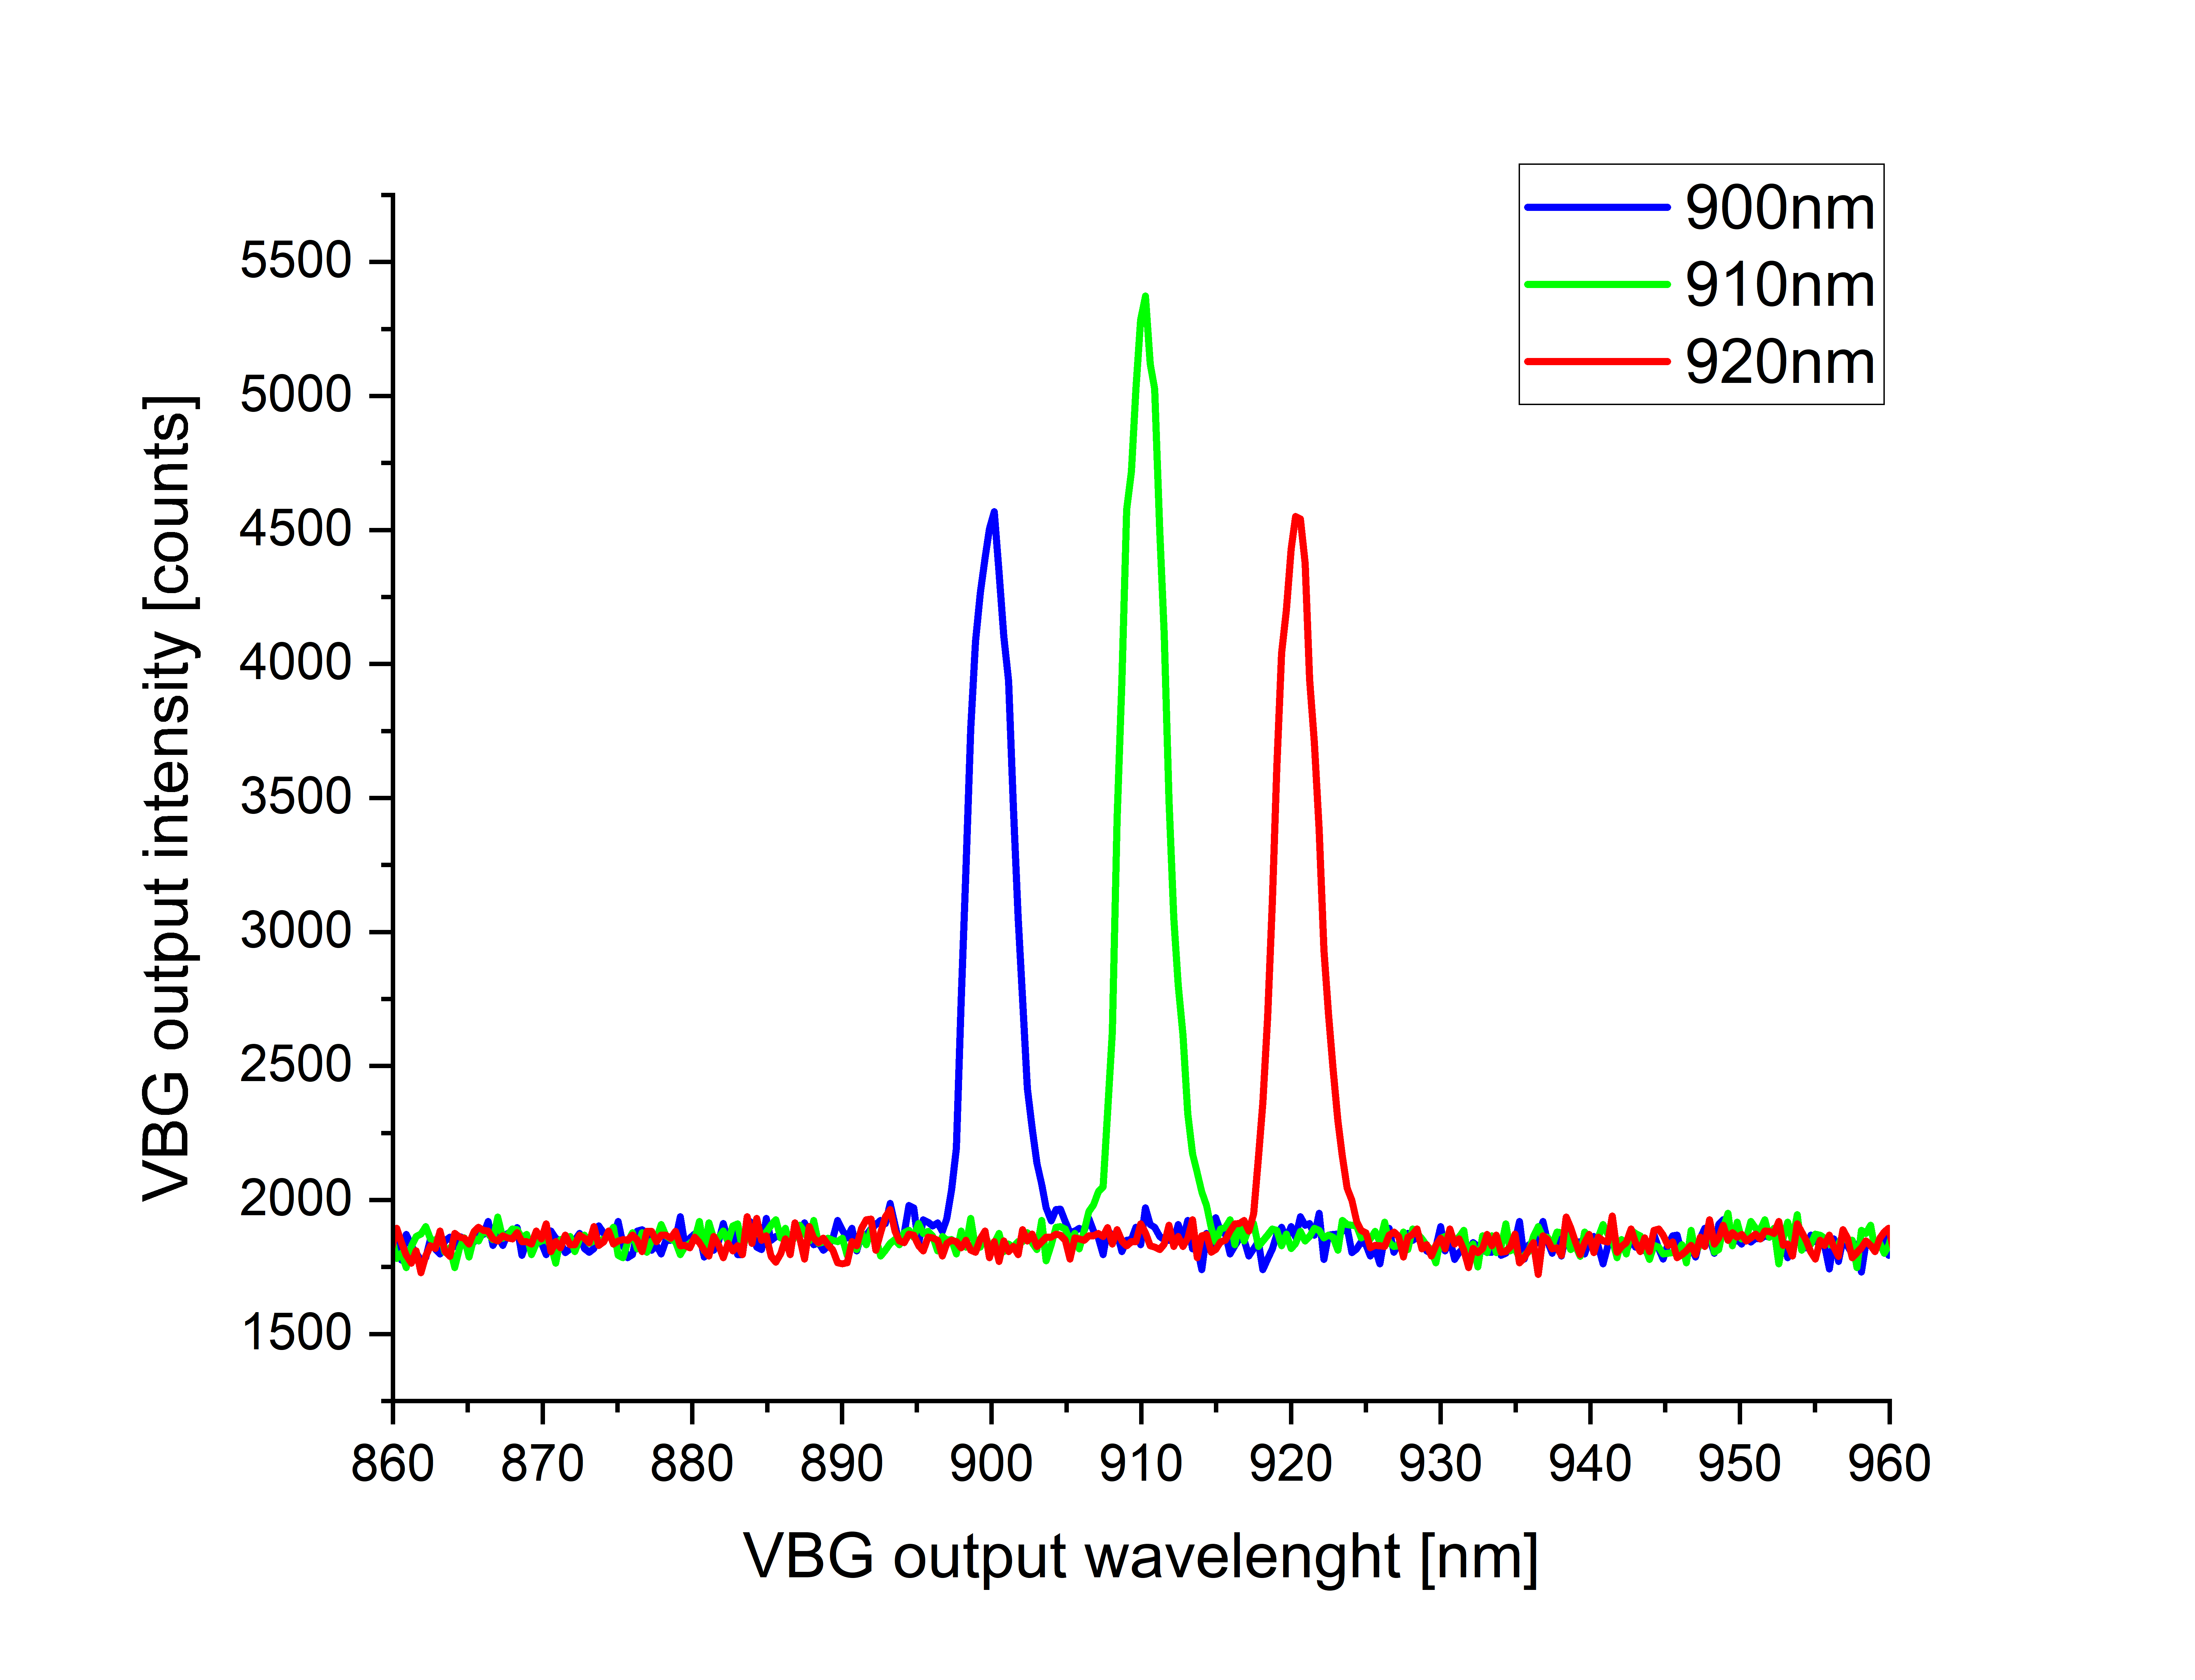 900nm
910nm
920nm
VBG output intensity [counts]
5500
5000
4500
4000
3500
3000
2500
2000
1500
860 870 880 890 900 910 920 930 940 950 960
VBG output wavelenght [nm]